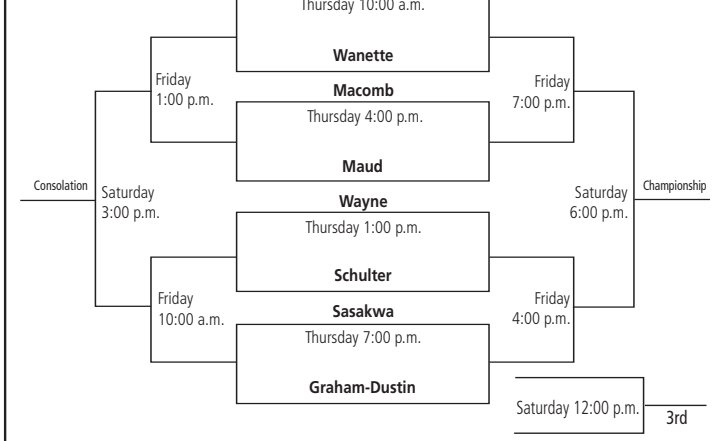 Thursday 10:00 a.m.
Wanette
Friday
1:00 p.m.
Macomb
Friday
7:00 p.m.
Thursday 4:00 p.m.
Maud
Consolation
Saturday
3:00 p.m.
Wayne
Saturday
6:00 p.m.
Championship
Thursday 1:00 p.m.
Schulter
Friday
10:00 a.m.
Sasakwa
Friday
4:00 p.m.
Thursday 7:00 p.m.
Graham-Dustin
Saturday 12:00 p.m.
3rd